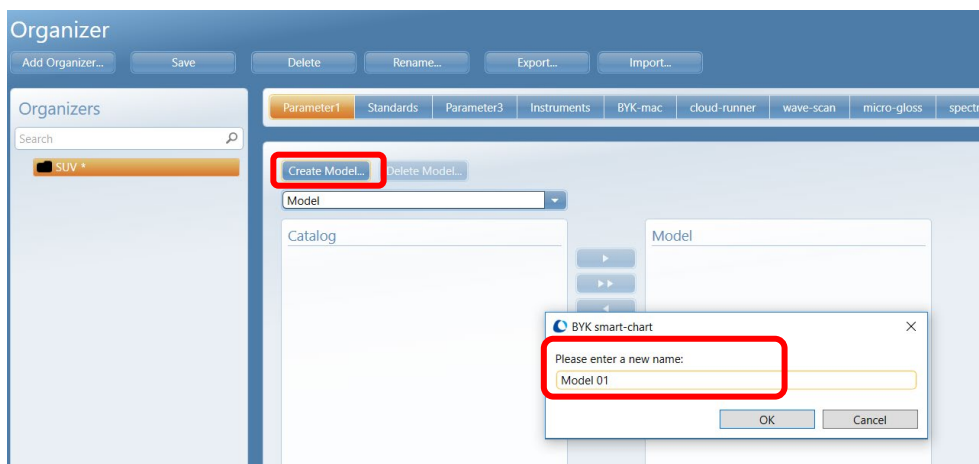 Organizer
Add Organizer... Save Delete Rename... Export... Import...
Organizers
Search
SUV *
Parameter1 Standards Parameter3 Instruments BYK-mac cloud-runner wave-scan micro-gloss spectr
Create Model... Delete Model...
Model
Catalog
Model
BYK smart-chart
Please enter a new name:
Model 01
OK Cancel